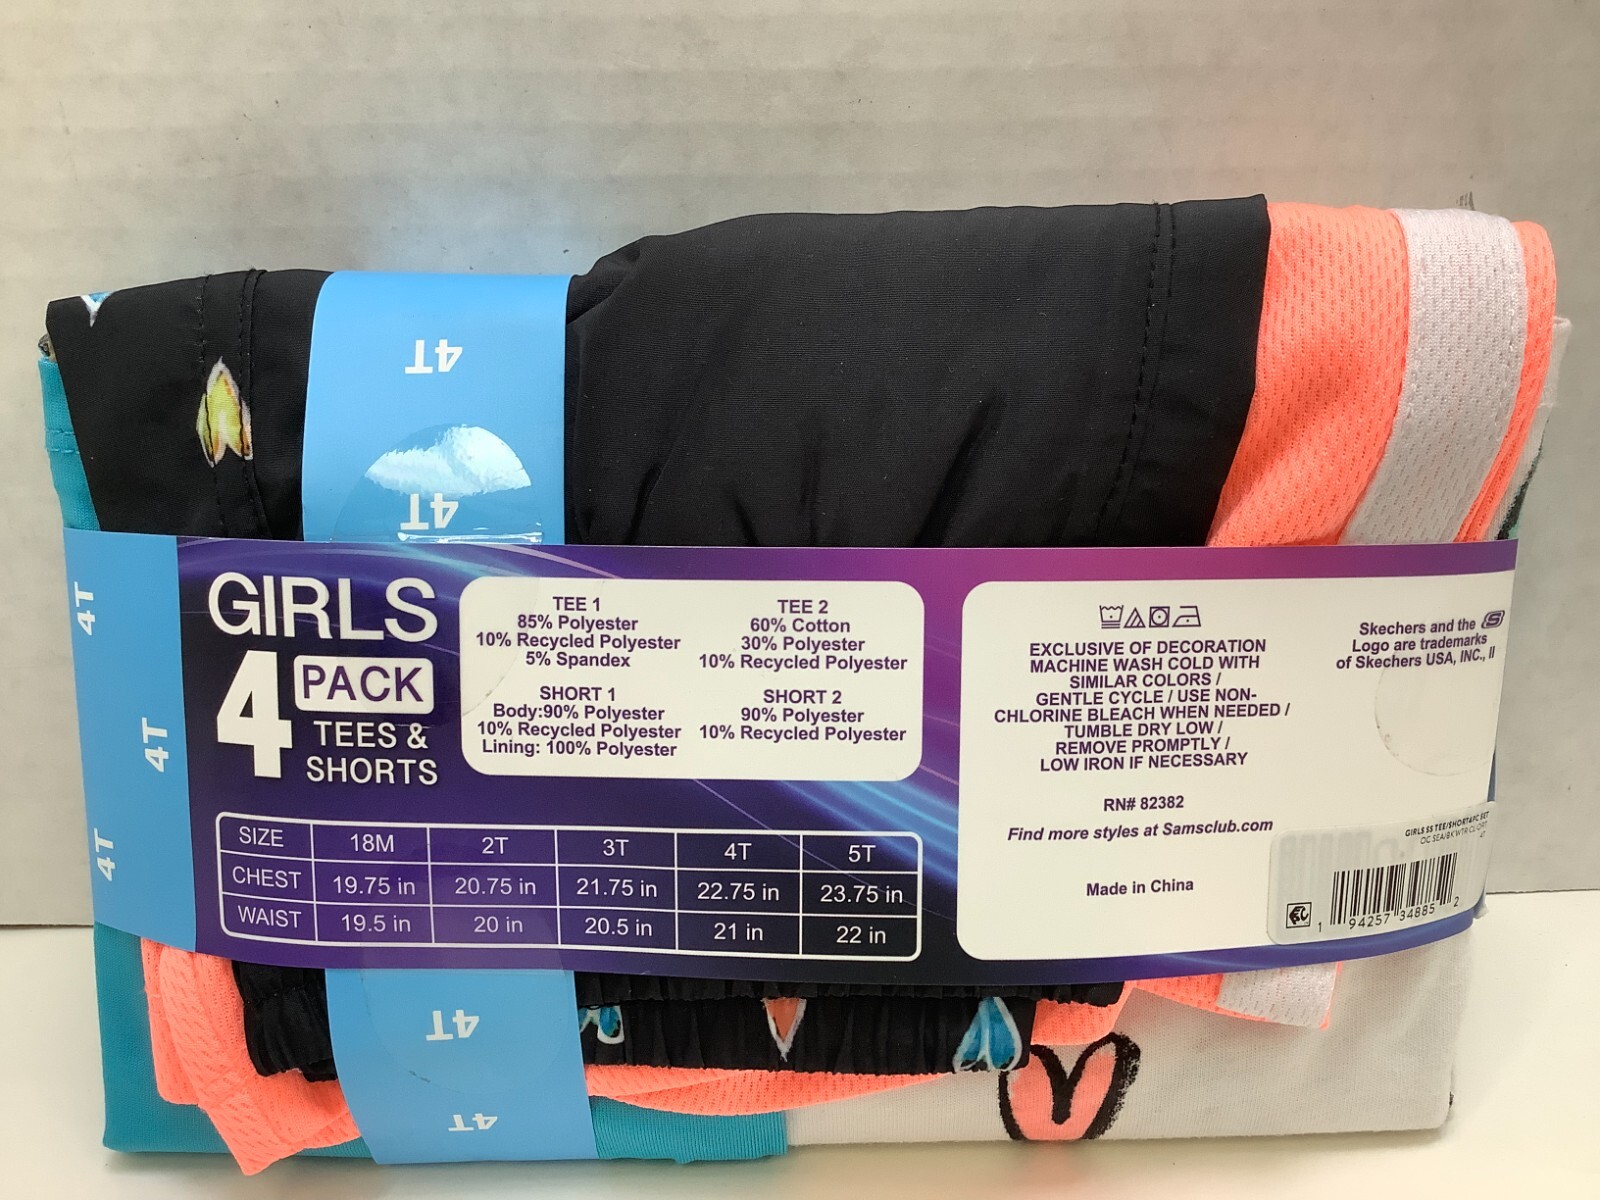 4T
4T
4T
4T
4T
GIRLS
4 PACK
TEES &
SHORTS
TEE 1
85% Polyester
10% Recycled Polyester
5% Spandex
TEE 2
60% Cotton
30% Polyester
10% Recycled Polyester
SHORT 1
Body:90% Polyester
10% Recycled Polyester
Lining: 100% Polyester
SHORT 2
90% Polyester
10% Recycled Polyester
SIZE 18M 2T 3T 4T 5T
CHEST 19.75 in 20.75 in 21.75 in 22.75 in 23.75 in
WAIST 19.5 in 20 in 20.5 in 21 in 22 in
EXCLUSIVE OF DECORATION
MACHINE WASH COLD WITH
SIMILAR COLORS /
GENTLE CYCLE / USE NON-
CHLORINE BLEACH WHEN NEEDED /
TUMBLE DRY LOW /
REMOVE PROMPTLY /
LOW IRON IF NECESSARY
RN# 82382
Find more styles at Samsclub.com
Made in China
Skechers and the S
Logo are trademarks
of Skechers USA, INC., II
GIRLS SS TEE/SHORT4PC SET
4T
1 94257 34885 2
4T
4T